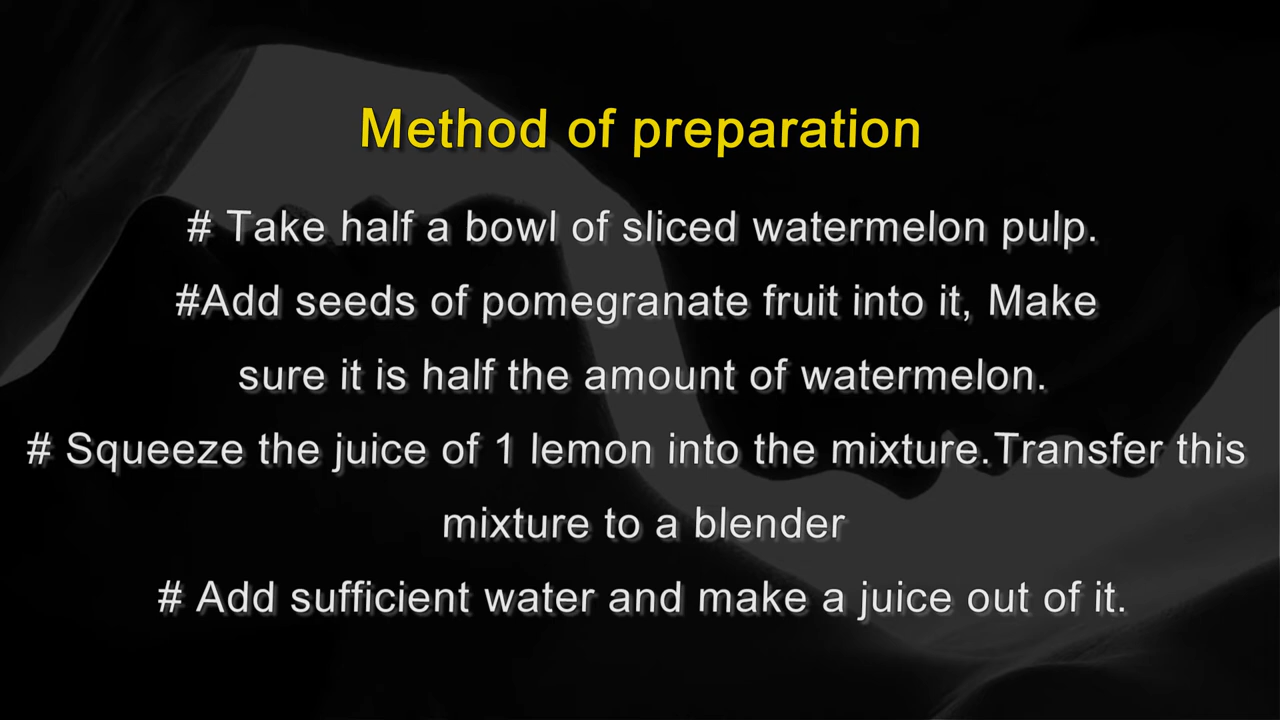 Method of preparation
# Take half a bowl of sliced watermelon pulp.
#Add seeds of pomegranate fruit into it, Make
sure it is half the amount of watermelon.
# Squeeze the juice of 1 lemon into the mixture.Transfer this
mixture to a blender
# Add sufficient water and make a juice out of it.